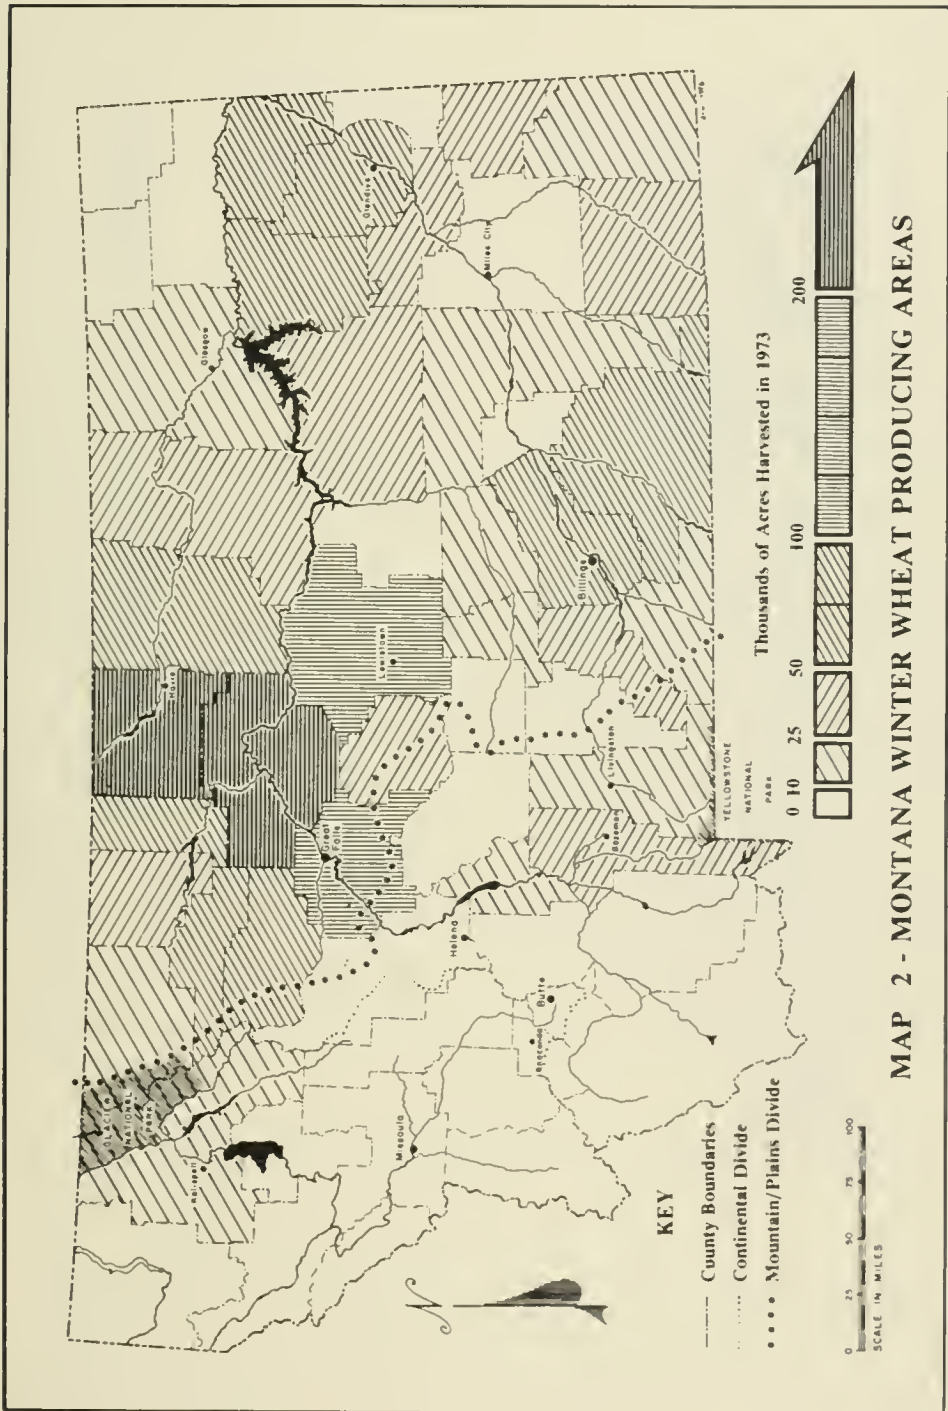 GLACIER
NATIONAL
PARK
Kalispell
Havre
Glasgow
Great
Falls
Lewistown
Glendive
Missoula
Helena
Miles City
Anaconda
Butte
Bozeman
Livingston
Billings
YELLOWSTONE
NATIONAL
PARK
KEY
County Boundaries
Continental Divide
Mountain/Plains Divide
0 25 50 75 100
SCALE IN MILES
Thousands of Acres Harvested in 1973
0 10 25 50 100 200
MAP 2 - MONTANA WINTER WHEAT PRODUCING AREAS